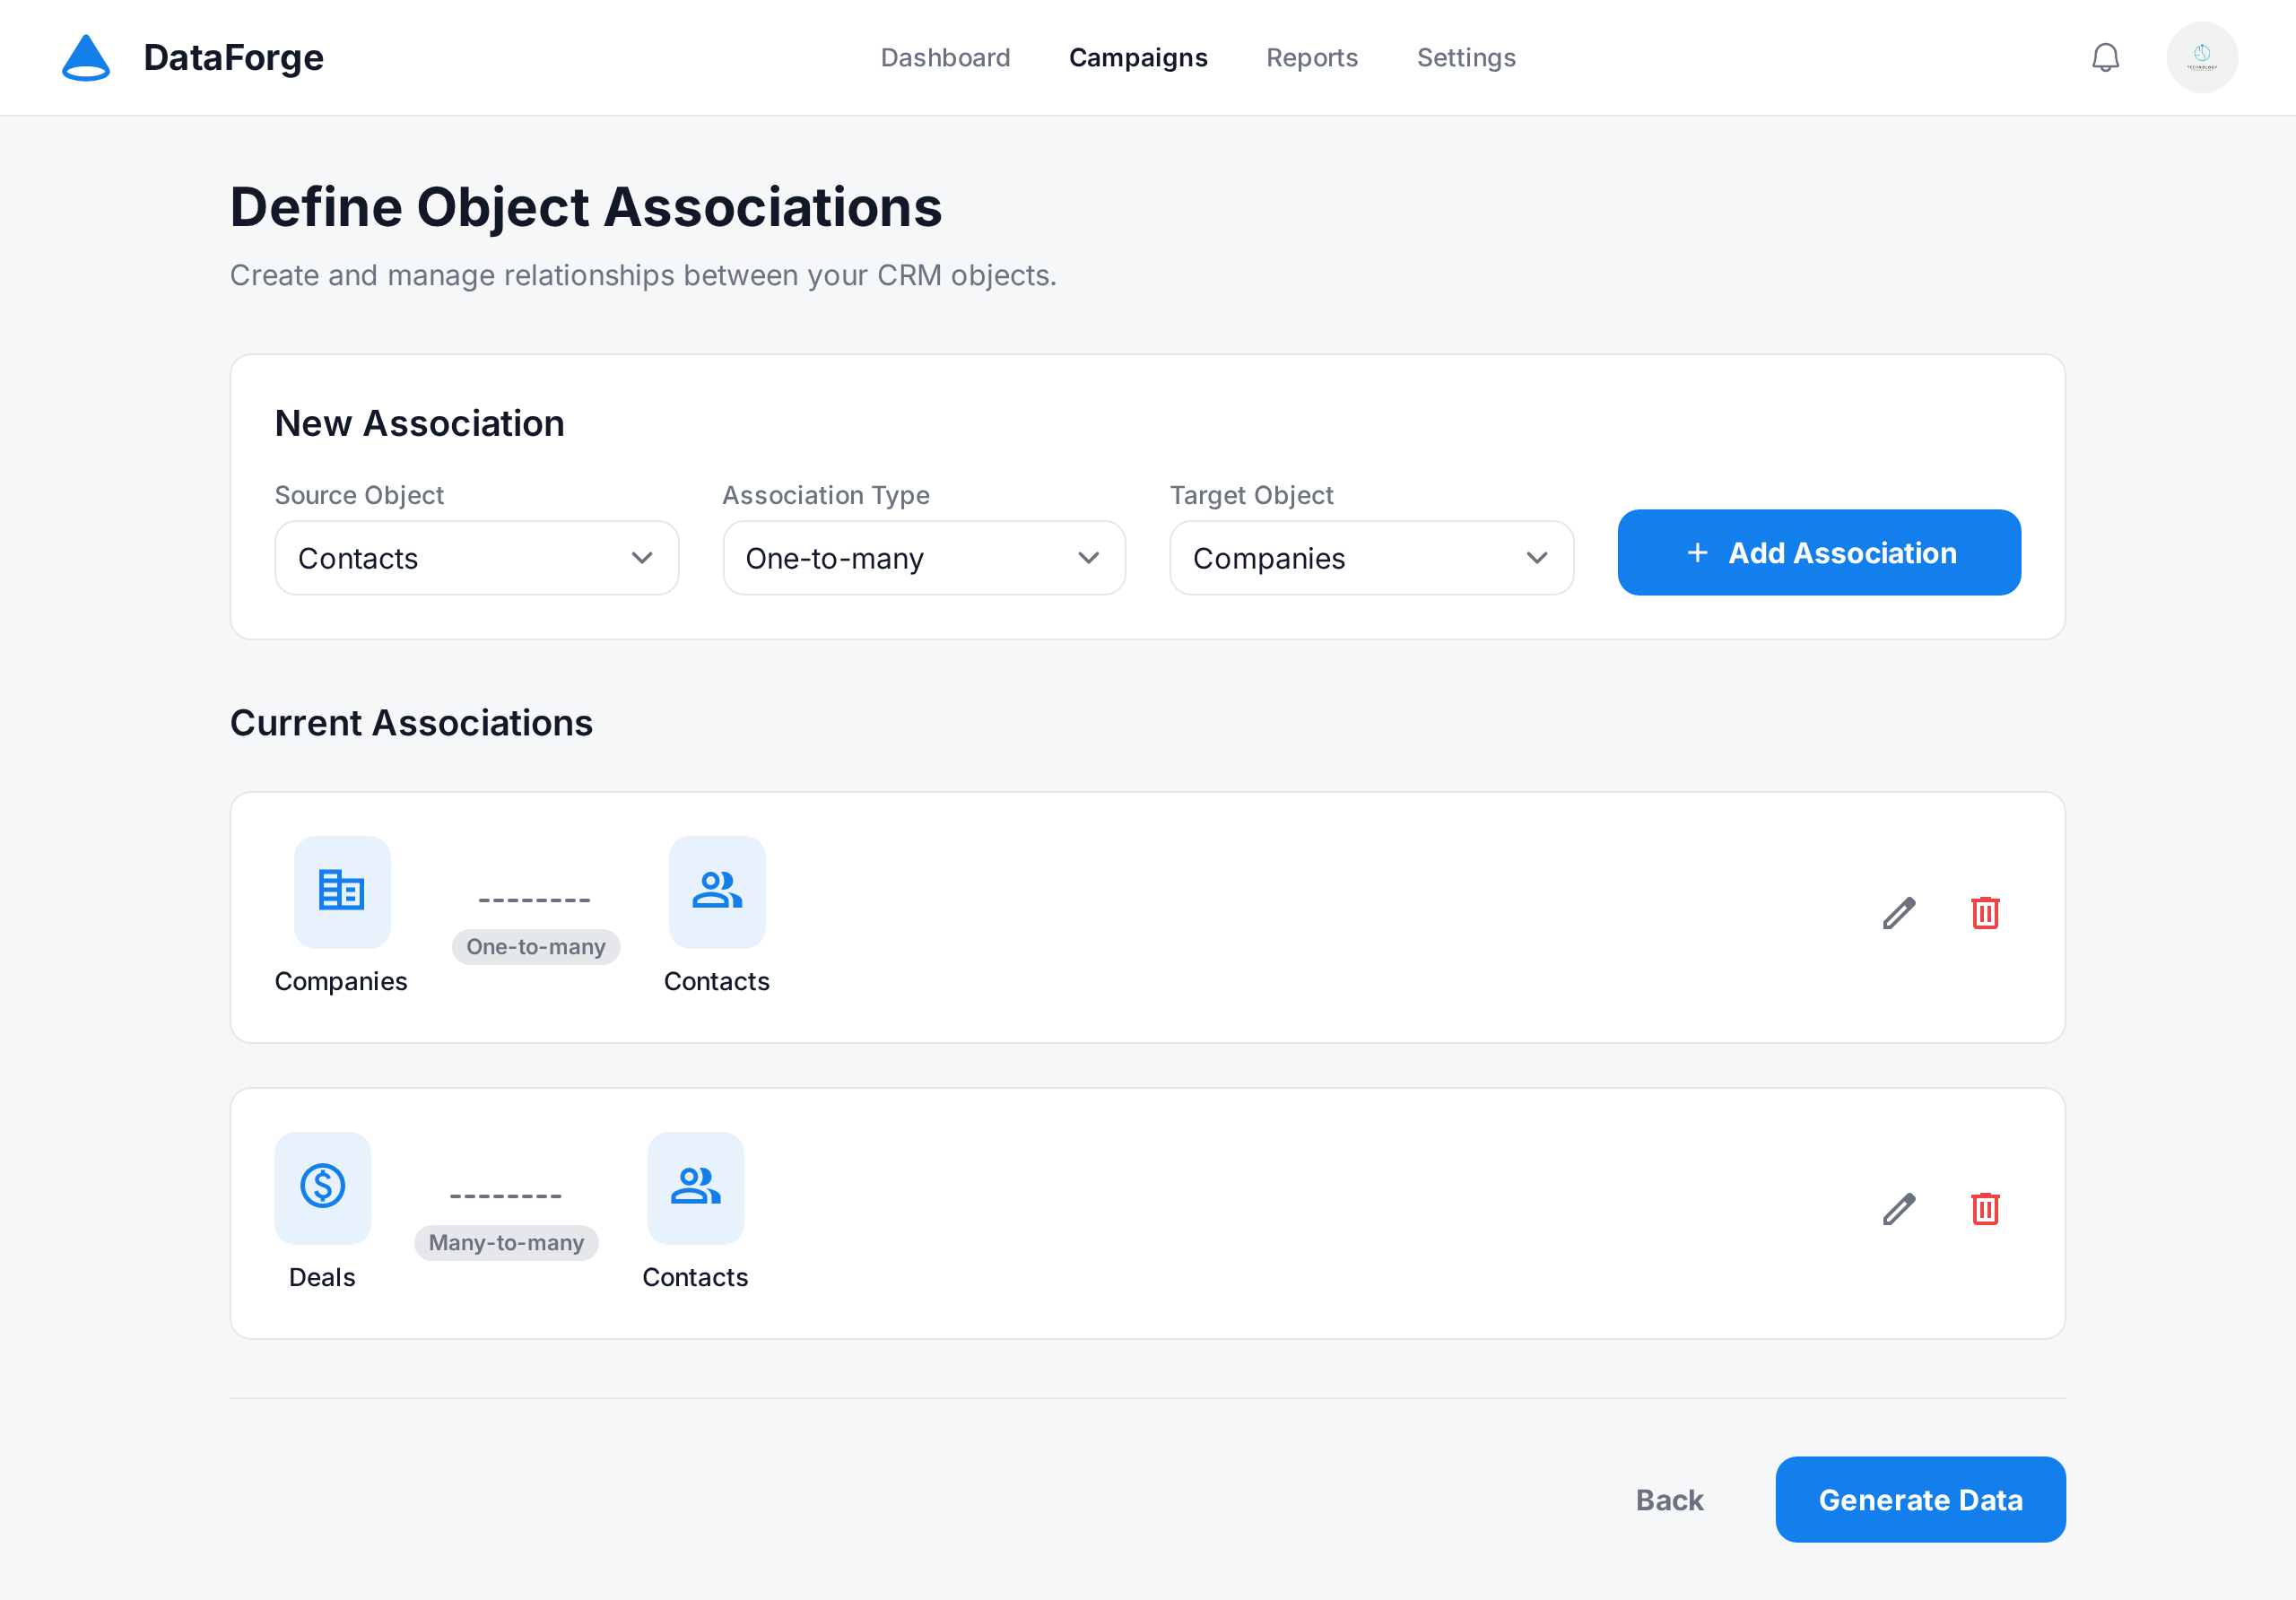 DataForge
Dashboard
Campaigns
Reports
Settings
TECHNOLOGY
Define Object Associations
Create and manage relationships between your CRM objects.
New Association
Source Object
Association Type
Target Object
Contacts
One-to-many
Companies
+ Add Association
Current Associations
One-to-many
Companies
Contacts
Many-to-many
Deals
Contacts
Back
Generate Data